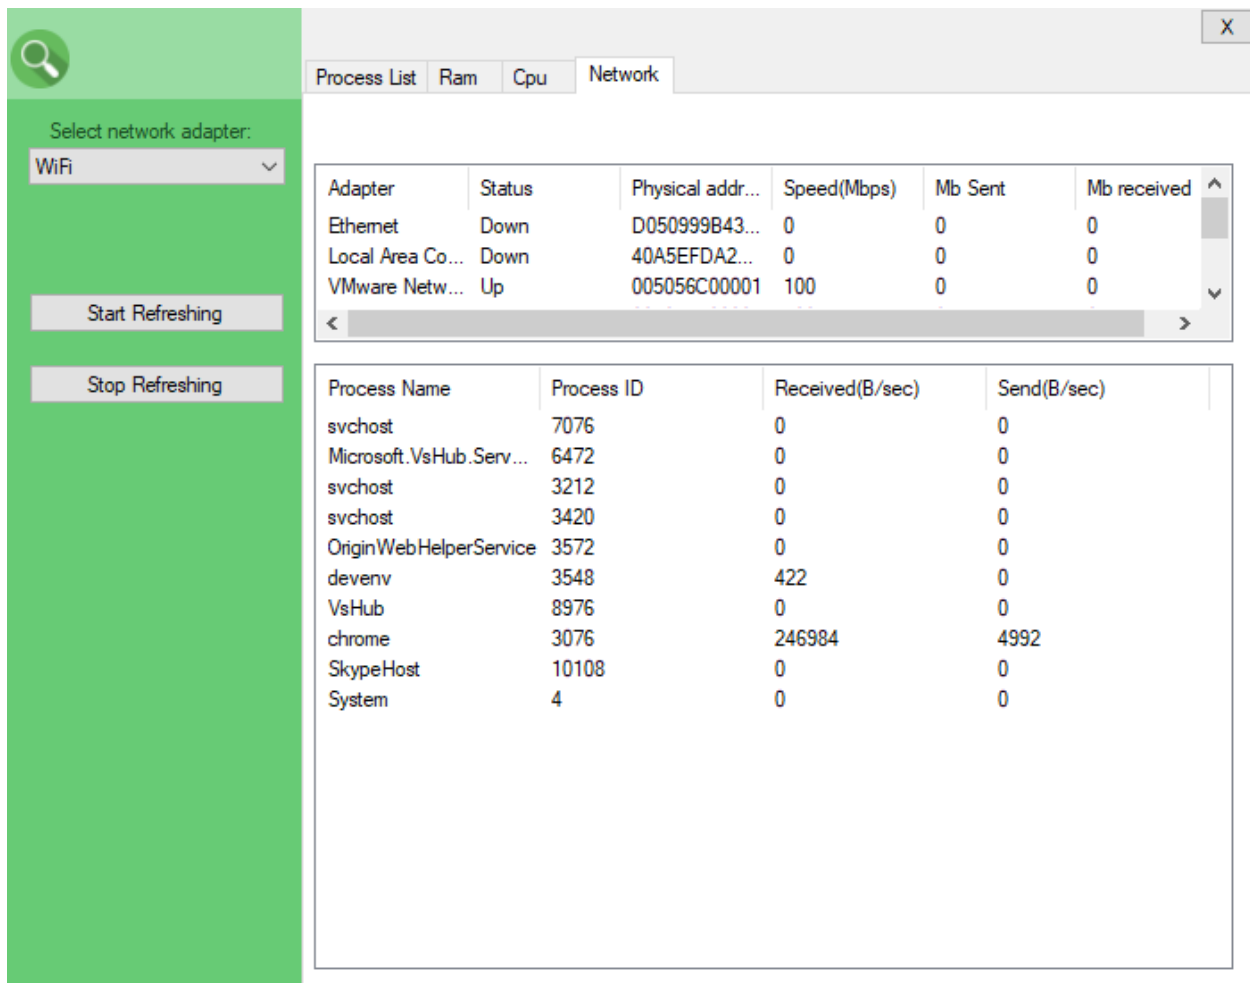 X
Process List Ram Cpu Network
Select network adapter:
WiFi
Start Refreshing
Stop Refreshing
Adapter Status Physical addr... Speed(Mbps) Mb Sent Mb received
Ethernet Down D050999B43... 0 0 0
Local Area Co... Down 40A5EFDA2... 0 0 0
VMware Netw... Up 005056C00001 100 0 0
Process Name Process ID Received(B/sec) Send(B/sec)
svchost 7076 0 0
Microsoft.VsHub.Serv... 6472 0 0
svchost 3212 0 0
svchost 3420 0 0
OriginWebHelperService 3572 0 0
devenv 3548 422 0
VsHub 8976 0 0
chrome 3076 246984 4992
SkypeHost 10108 0 0
System 4 0 0